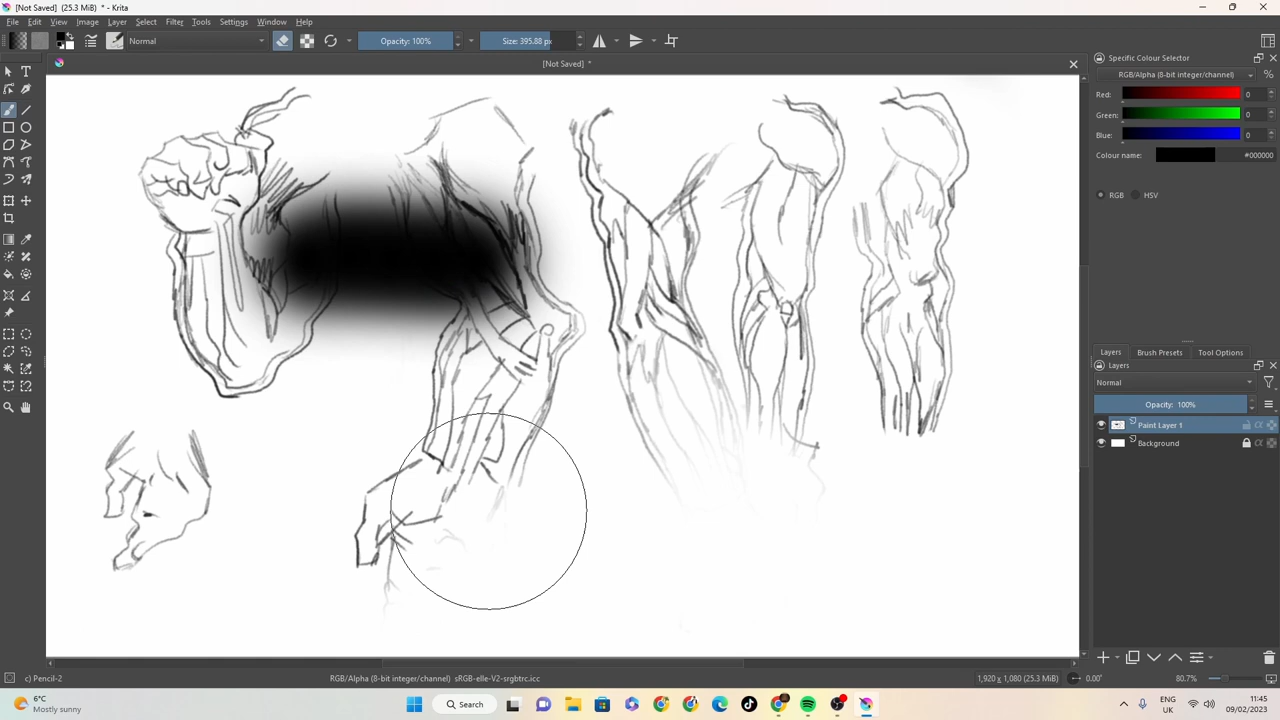 [Not Saved] (25.3 MiB) * - Krita
File Edit View Image Layer Select Filter Tools Settings Window Help
Normal Opacity: 100% Size: 395.88 px
[Not Saved] *
Specific Colour Selector
RGB/Alpha (8-bit integer/channel) %
Red: 0
Green: 0
Blue: 0
Colour name: #000000
RGB HSV
Layers Brush Presets Tool Options
Layers
Normal
Opacity: 100%
Paint Layer 1
Background
c) Pencil-2 RGB/Alpha (8-bit integer/channel) sRGB-elle-V2-srgbtrc.icc 1,920 x 1,080 (25.3 MiB) 0.00° 80.7%
6°C
Mostly sunny
Search
ENG
UK
11:45
09/02/2023